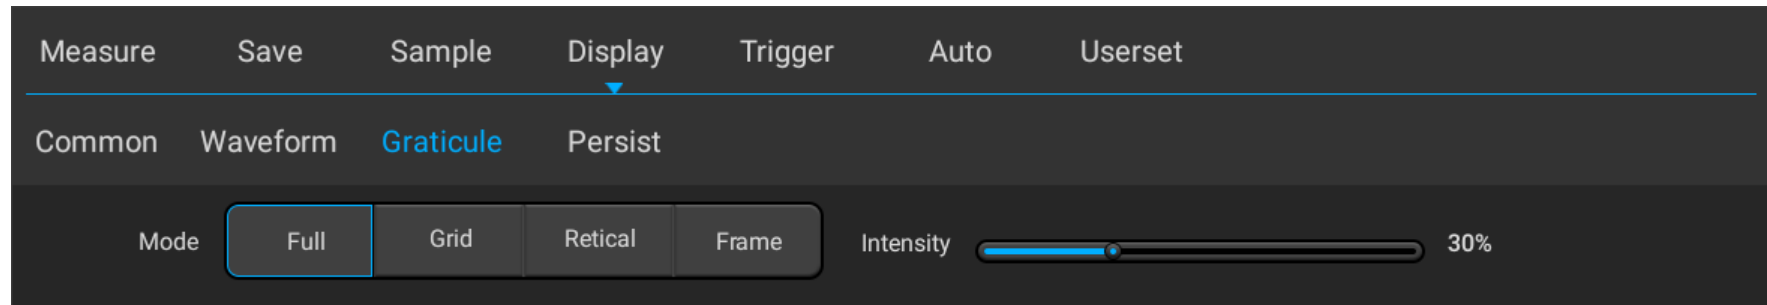 Measure Save Sample Display Trigger Auto Userset
Common Waveform Graticule Persist
Mode Full Grid Retical Frame Intensity 30%